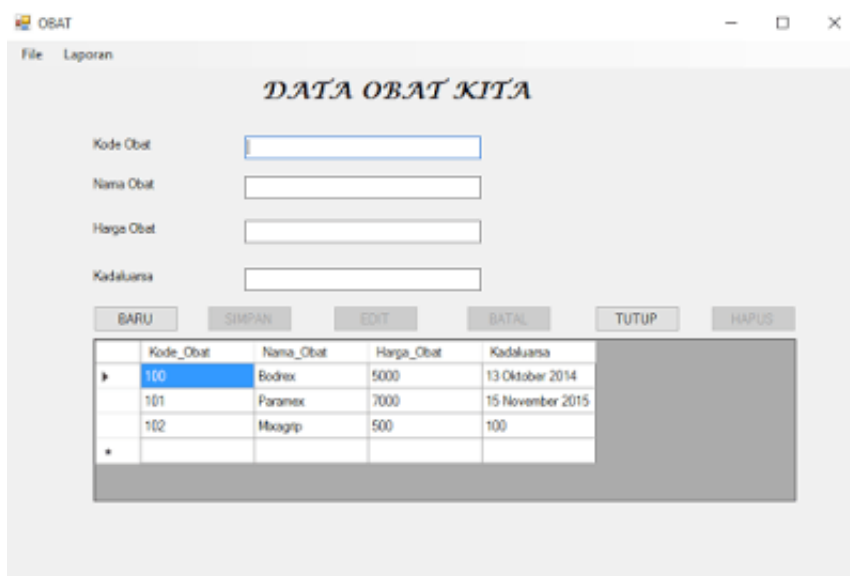 OBAT
File Laporan
DATA OBAT KITA
Kode Obat
Nama Obat
Harga Obat
Kadaluarsa
BARU SIMPAN EDIT BATAL TUTUP HAPUS
Kode_Obat Nama_Obat Harga_Obat Kadaluarsa
100 Bodrex 5000 13 Oktober 2014
101 Paramex 7000 15 November 2015
102 Mixagrip 500 100